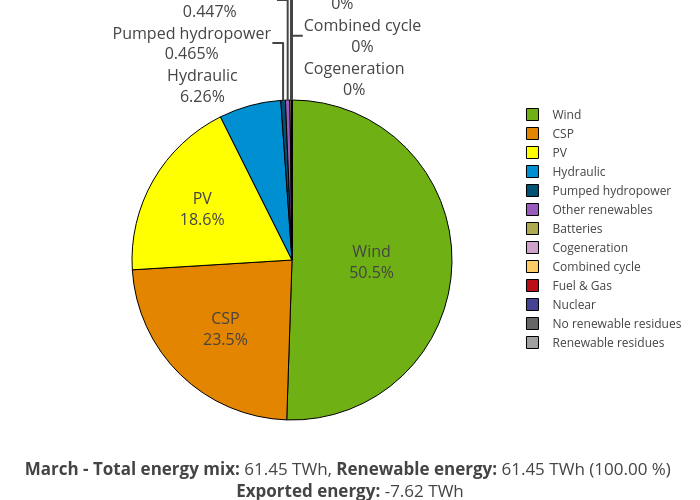 0.447%
0%
Pumped hydropower
0.465%
Combined cycle
0%
Hydraulic
6.26%
Cogeneration
0%
PV
18.6%
Wind
50.5%
CSP
23.5%
Wind
CSP
PV
Hydraulic
Pumped hydropower
Other renewables
Batteries
Cogeneration
Combined cycle
Fuel & Gas
Nuclear
No renewable residues
Renewable residues
March - Total energy mix: 61.45 TWh, Renewable energy: 61.45 TWh (100.00 %)
Exported energy: -7.62 TWh